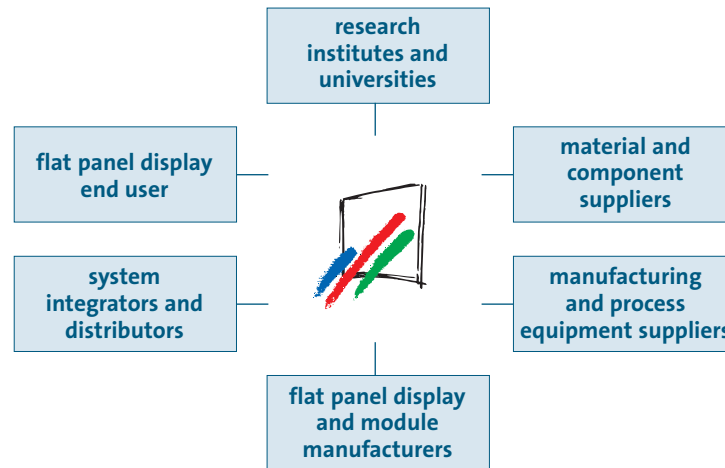 research
institutes and
universities
flat panel display
end user
material and
component
suppliers
system
integrators and
distributors
manufacturing
and process
equipment suppliers
flat panel display
and module
manufacturers